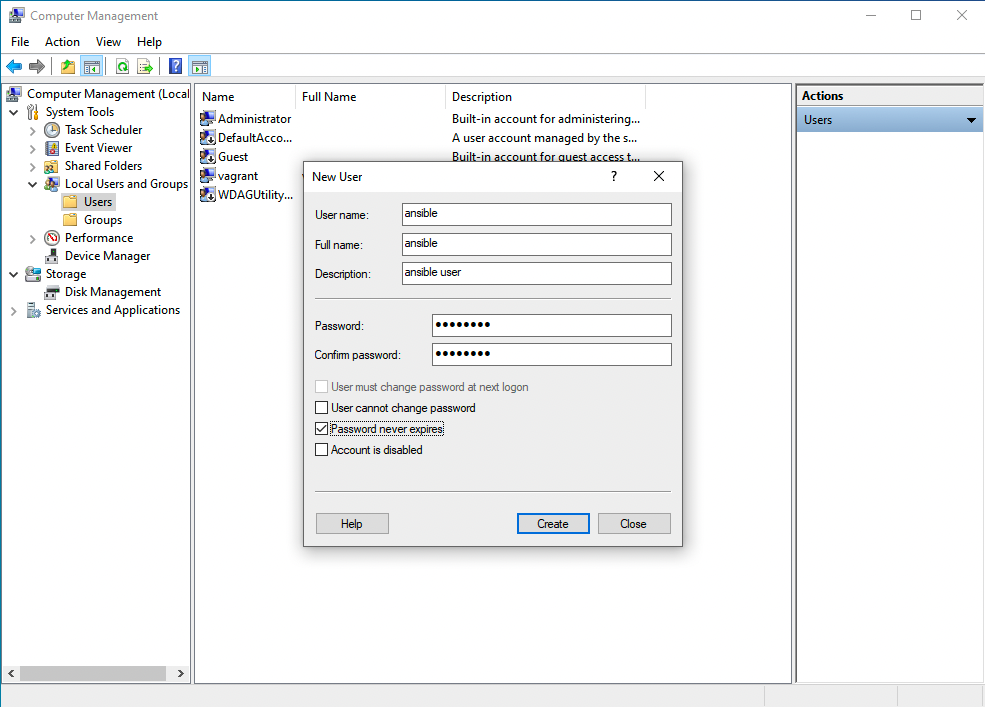 Computer Management
File Action View Help
Computer Management (Local
System Tools
Task Scheduler
Event Viewer
Shared Folders
Local Users and Groups
Users
Groups
Performance
Device Manager
Storage
Disk Management
Services and Applications
Name Full Name Description
Administrator Built-in account for administering...
DefaultAcco... A user account managed by the s...
Guest Built-in account for guest access t...
vagrant
WDAGUtility...
New User
?
User name: ansible
Full name: ansible
Description: ansible user
Password: ●●●●●●●●
Confirm password: ●●●●●●●●
User must change password at next logon
User cannot change password
Password never expires
Account is disabled
Help Create Close
Actions
Users